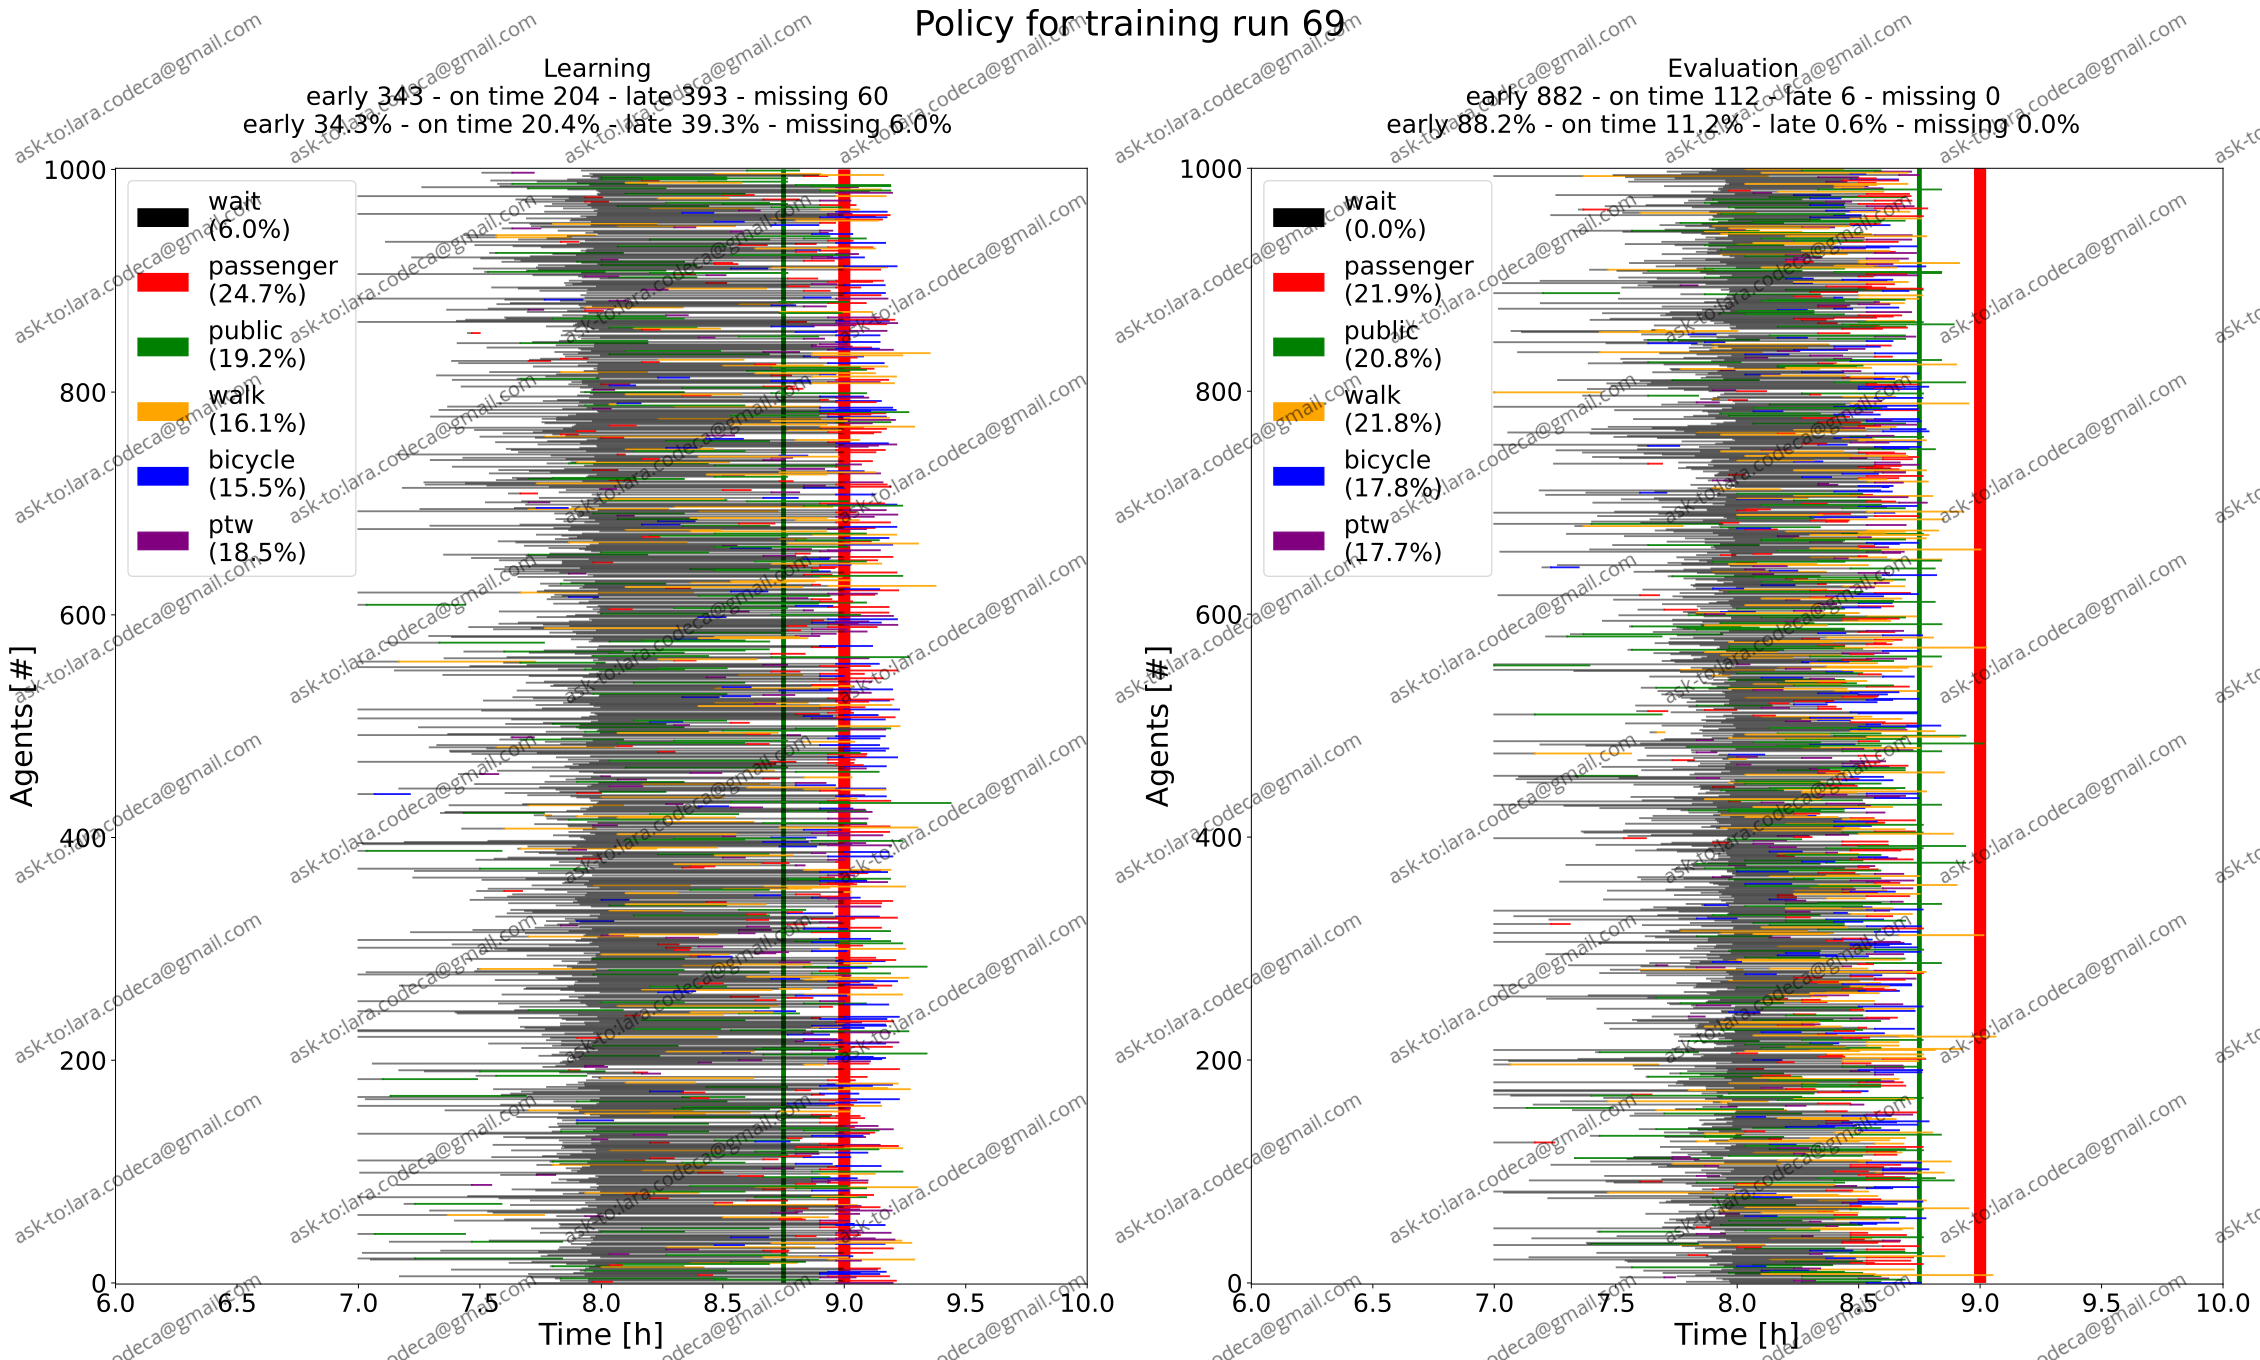 Policy for training run 69
Learning
early 343 - on time 204 - late 393 - missing 60
early 34.3% - on time 20.4% - late 39.3% - missing 6.0%
wait
(6.0%)
passenger
(24.7%)
public
(19.2%)
walk
(16.1%)
bicycle
(15.5%)
ptw
(18.5%)
1000
800
600
400
200
0
Agents [#]
6.0 6.5 7.0 7.5 8.0 8.5 9.0 9.5 10.0
Time [h]
Evaluation
early 882 - on time 112 - late 6 - missing 0
early 88.2% - on time 11.2% - late 0.6% - missing 0.0%
wait
(0.0%)
passenger
(21.9%)
public
(20.8%)
walk
(21.8%)
bicycle
(17.8%)
ptw
(17.7%)
1000
800
600
400
200
0
Agents [#]
6.0 6.5 7.0 7.5 8.0 8.5 9.0 9.5 10.0
Time [h]
ask-to:lara.codeca@gmail.com